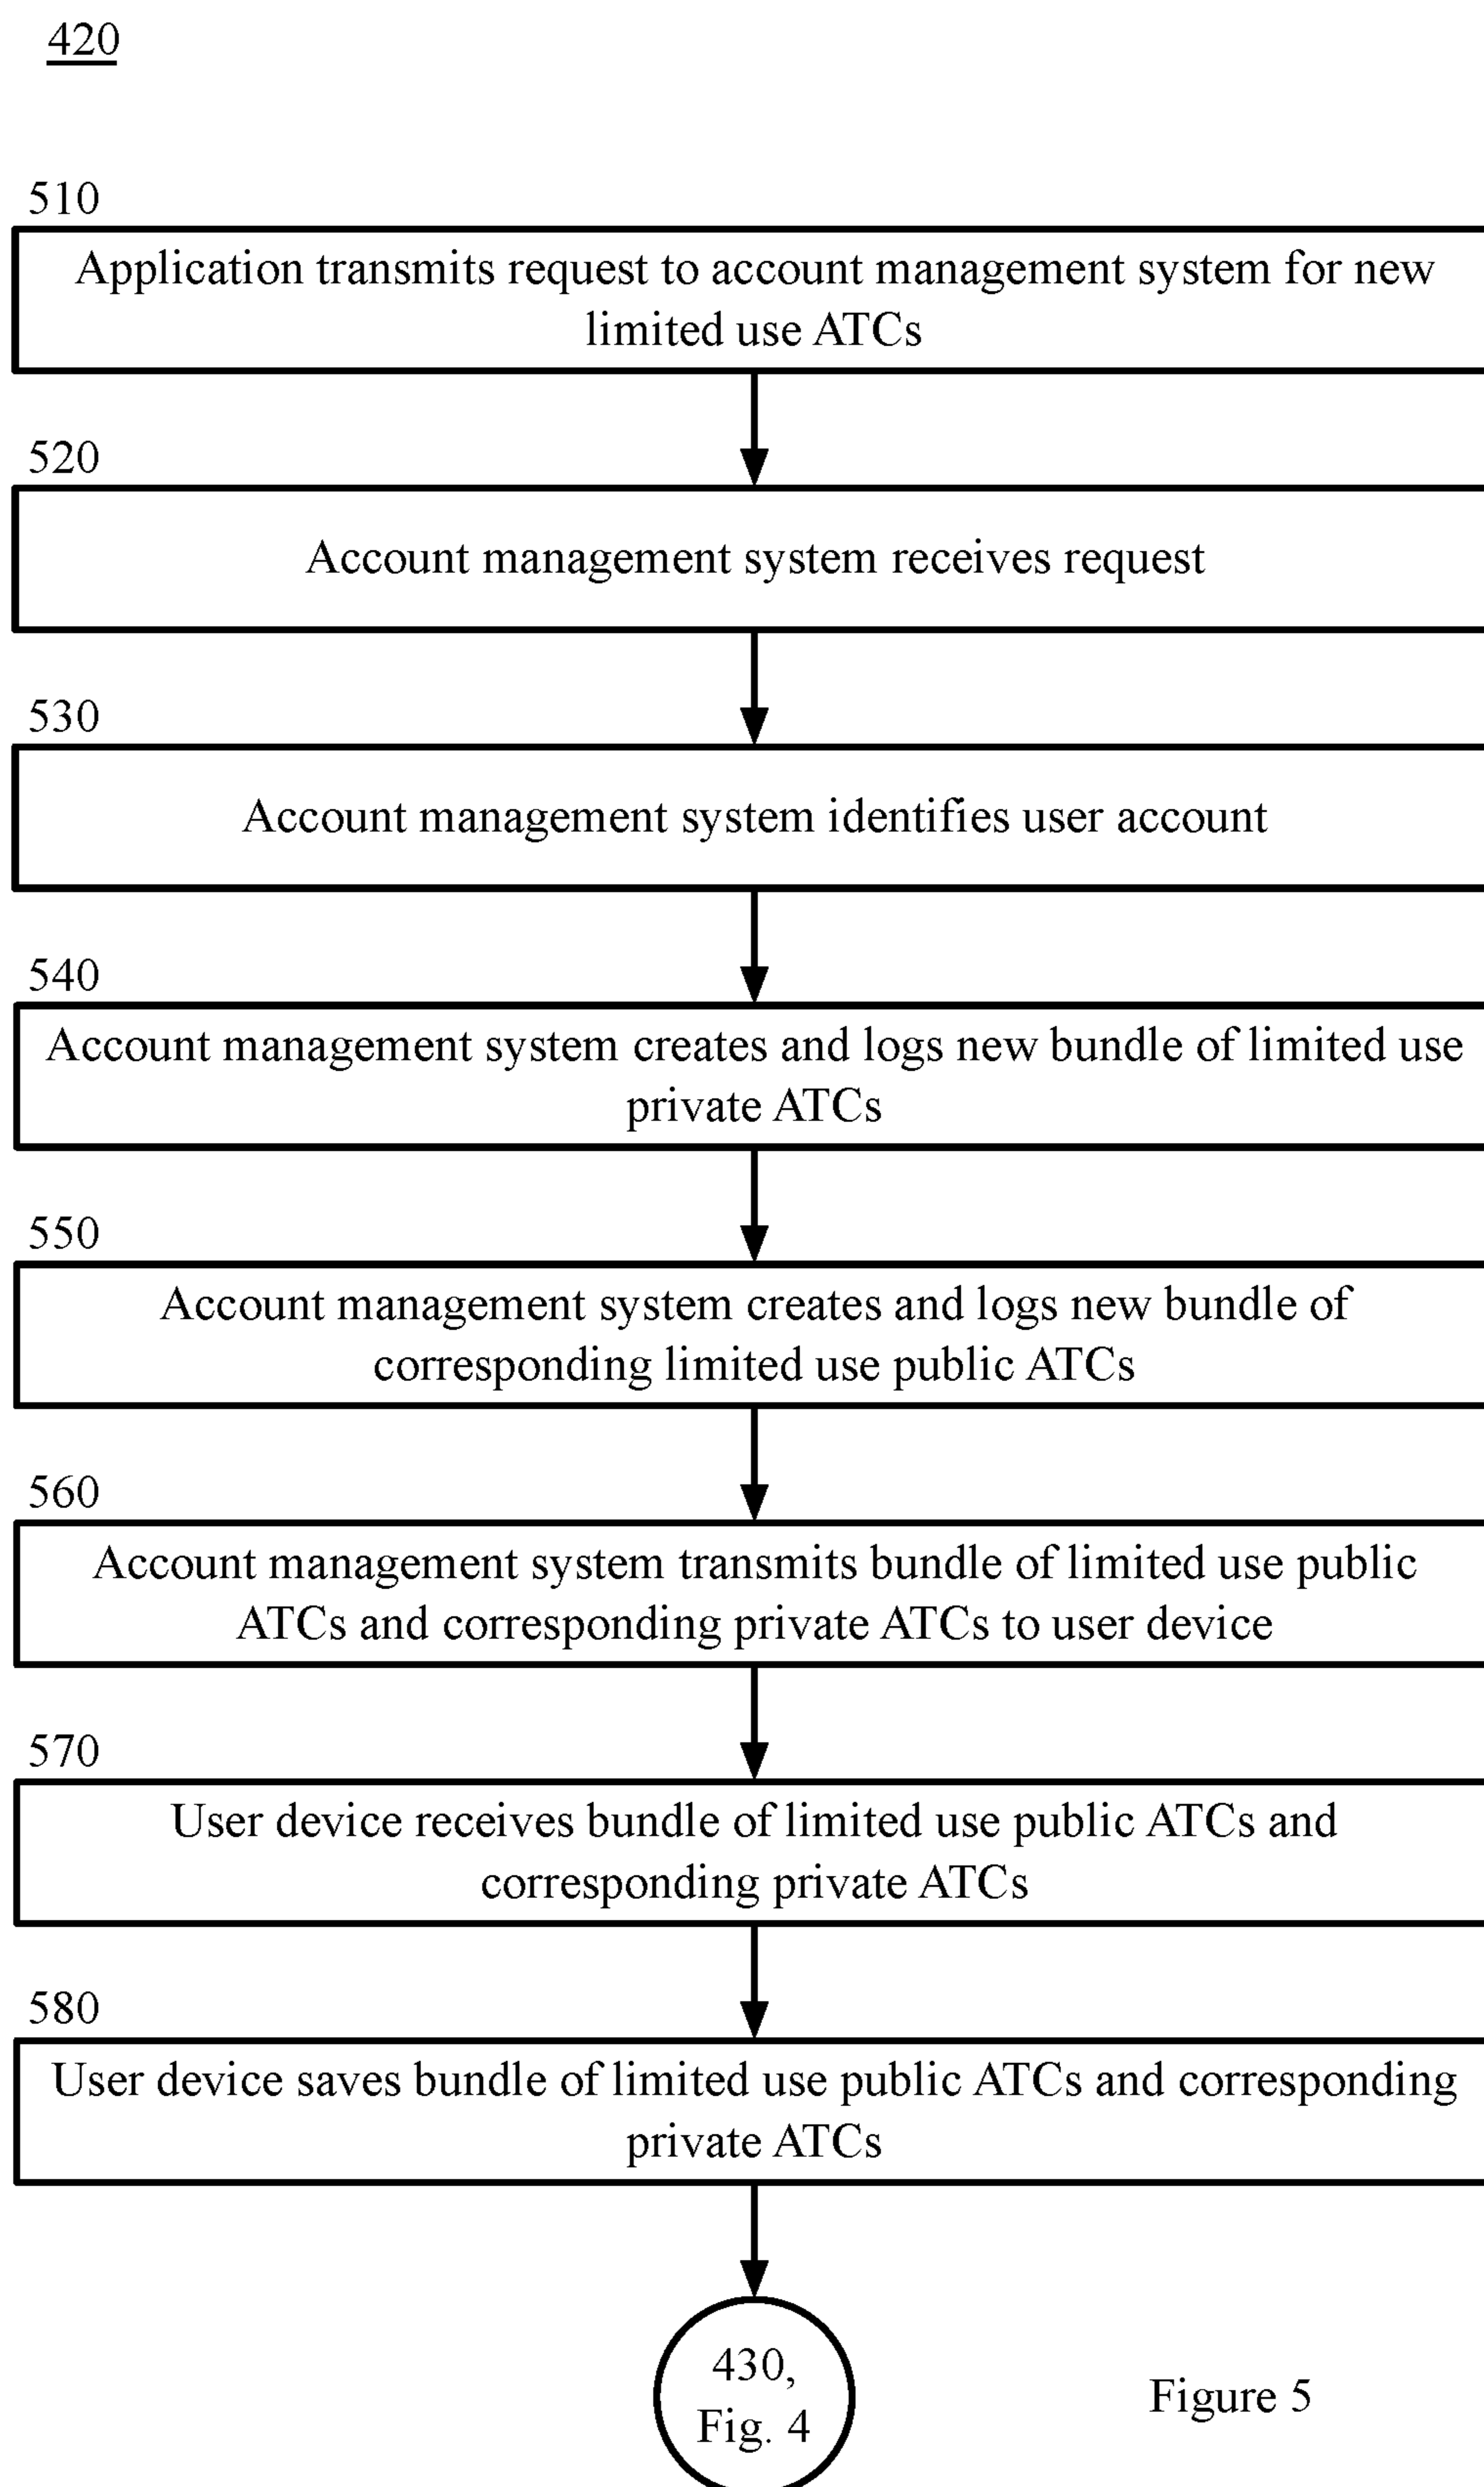 420
510
Application transmits request to account management system for new
limited use ATCs
520
Account management system receives request
530
Account management system identifies user account
540
Account management system creates and logs new bundle of limited use
private ATCs
550
Account management system creates and logs new bundle of
corresponding limited use public ATCs
560
Account management system transmits bundle of limited use public
ATCs and corresponding private ATCs to user device
570
User device receives bundle of limited use public ATCs and
corresponding private ATCs
580
User device saves bundle of limited use public ATCs and corresponding
private ATCs
430,
Fig. 4
Figure 5